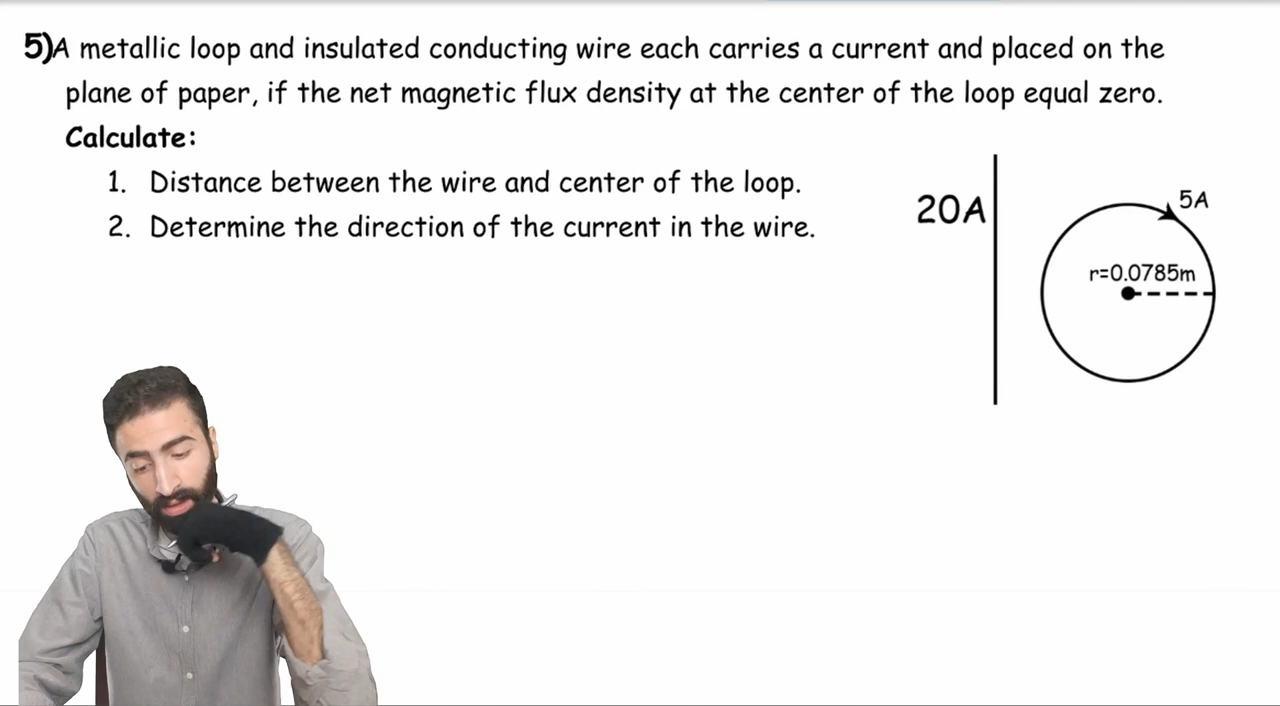 5)A metallic loop and insulated conducting wire each carries a current and placed on the
plane of paper, if the net magnetic flux density at the center of the loop equal zero.
Calculate:
1. Distance between the wire and center of the loop.
2. Determine the direction of the current in the wire.
20A
5A
r=0.0785m